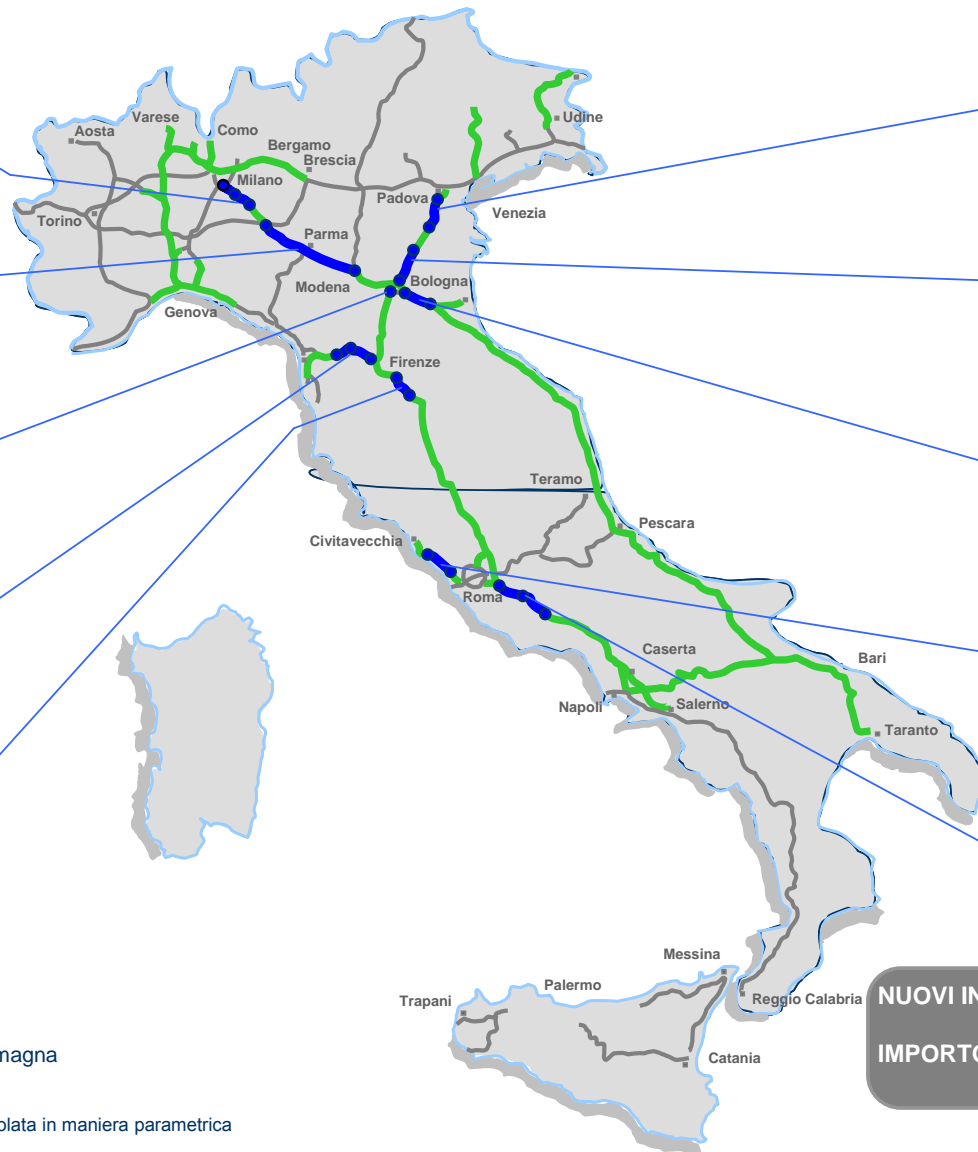 Varese
Como
Aosta
Udine
Bergamo
Brescia
Milano
Padova
Torino
Venezia
Parma
Modena
Bologna
Genova
Firenze
Teramo
Pescara
Civitavecchia
Roma
Caserta
Bari
Napoli
Salerno
Taranto
Messina
Palermo
Trapani
Reggio Calabria
NUOVI IN
IMPORTO
magna
Catania
olata in maniera parametrica